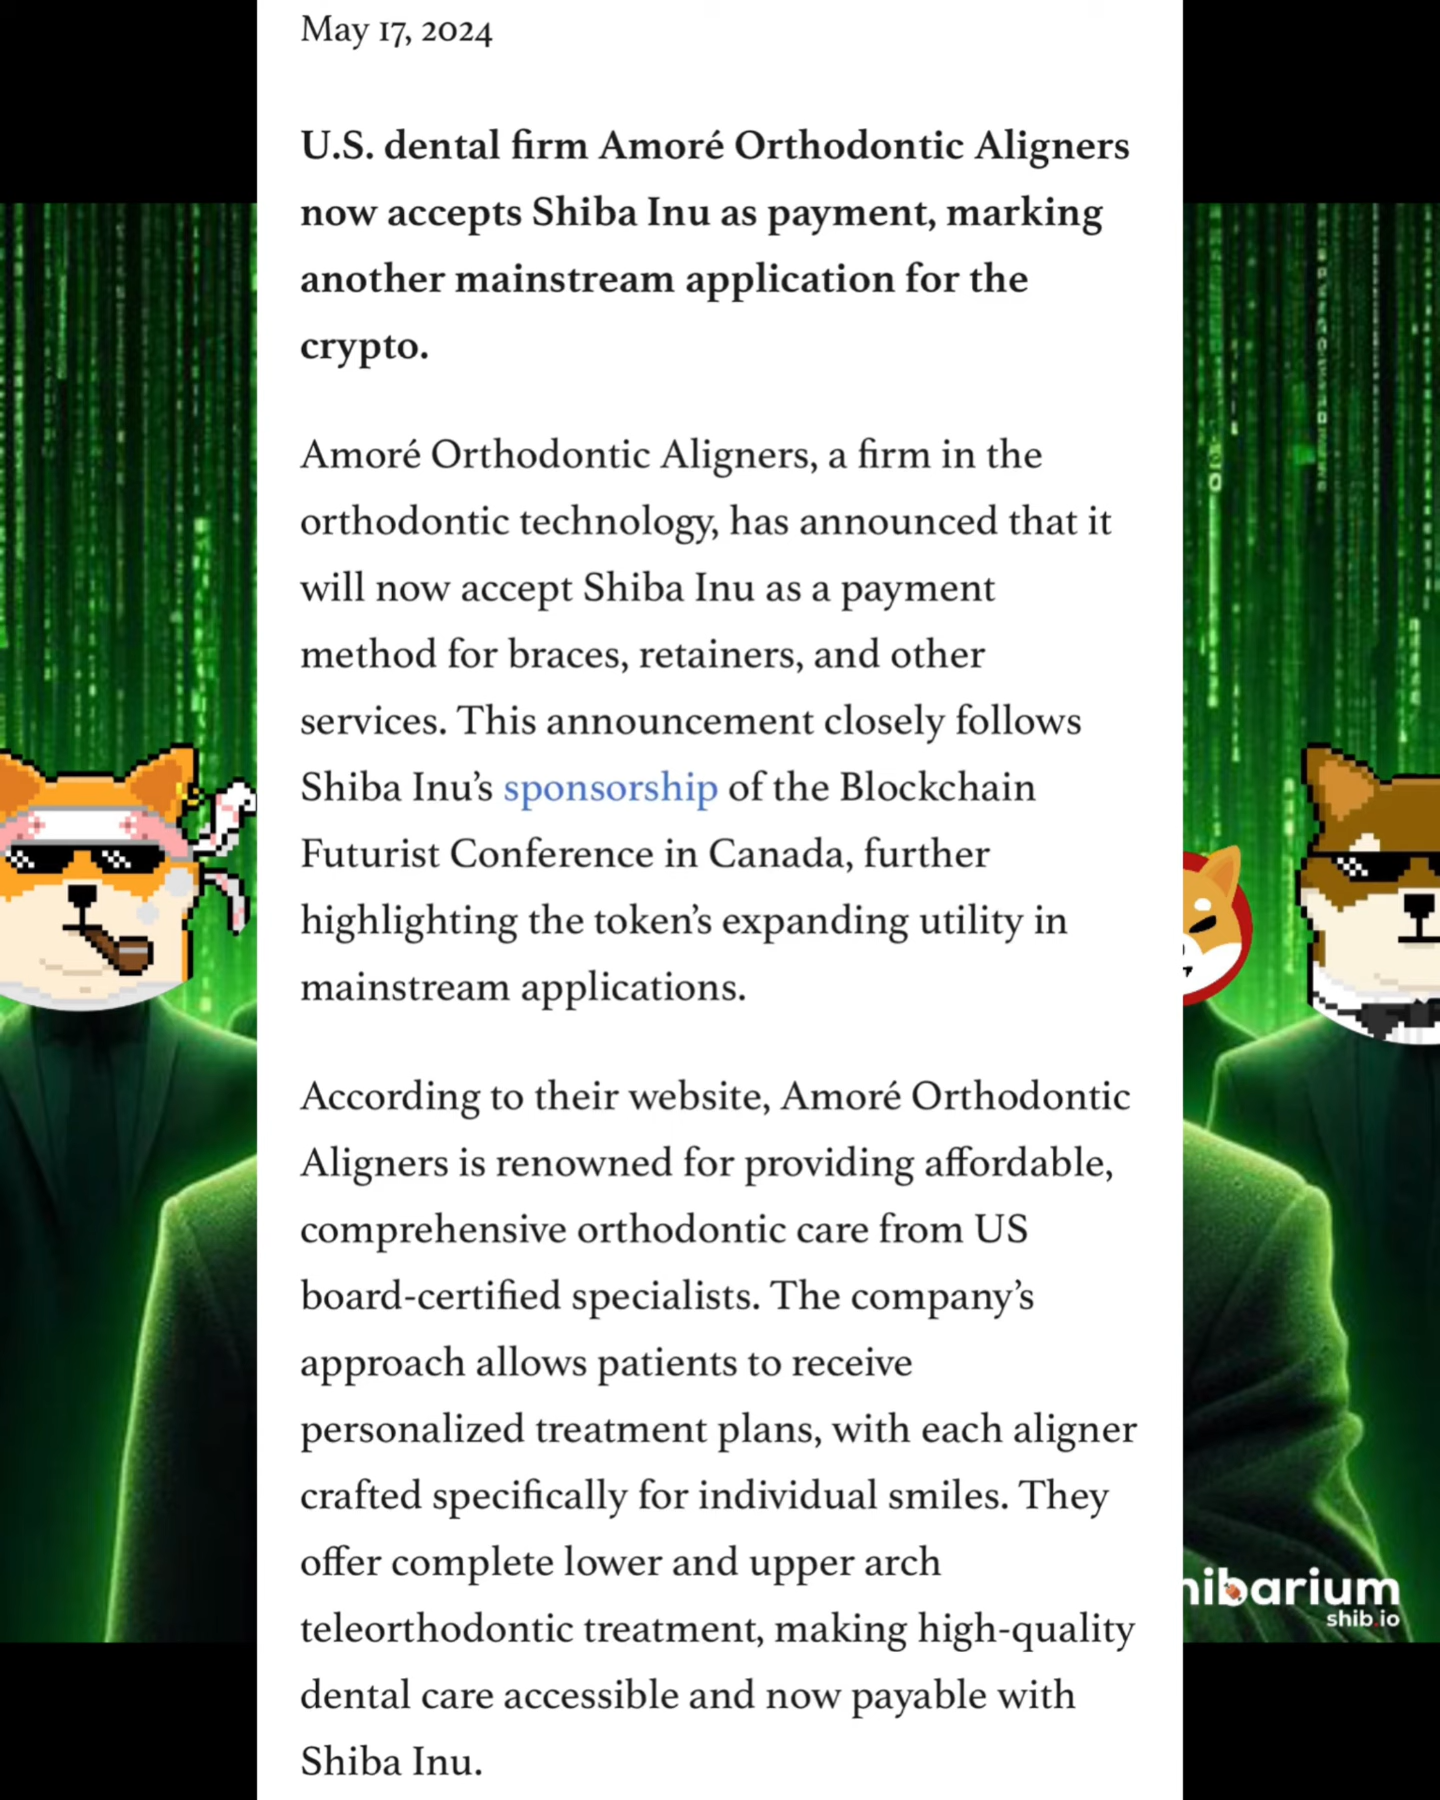 May 17, 2024
U.S. dental firm Amoré Orthodontic Aligners
now accepts Shiba Inu as payment, marking
another mainstream application for the
crypto.
Amoré Orthodontic Aligners, a firm in the
orthodontic technology, has announced that it
will now accept Shiba Inu as a payment
method for braces, retainers, and other
services. This announcement closely follows
Shiba Inu’s sponsorship of the Blockchain
Futurist Conference in Canada, further
highlighting the token’s expanding utility in
mainstream applications.
According to their website, Amoré Orthodontic
Aligners is renowned for providing affordable,
comprehensive orthodontic care from US
board-certified specialists. The company’s
approach allows patients to receive
personalized treatment plans, with each aligner
crafted specifically for individual smiles. They
offer complete lower and upper arch
teleorthodontic treatment, making high-quality
dental care accessible and now payable with
Shiba Inu.
hibarium
shib.io